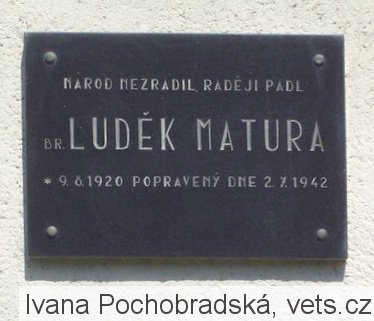 NÁROD NEZRADIL, RADĚJI PADL
BR. LUDĚK MATURA
* 9. 8. 1920 POPRAVENÝ DNE 2. 7. 1942
Ivana Pochobradská, vets.cz